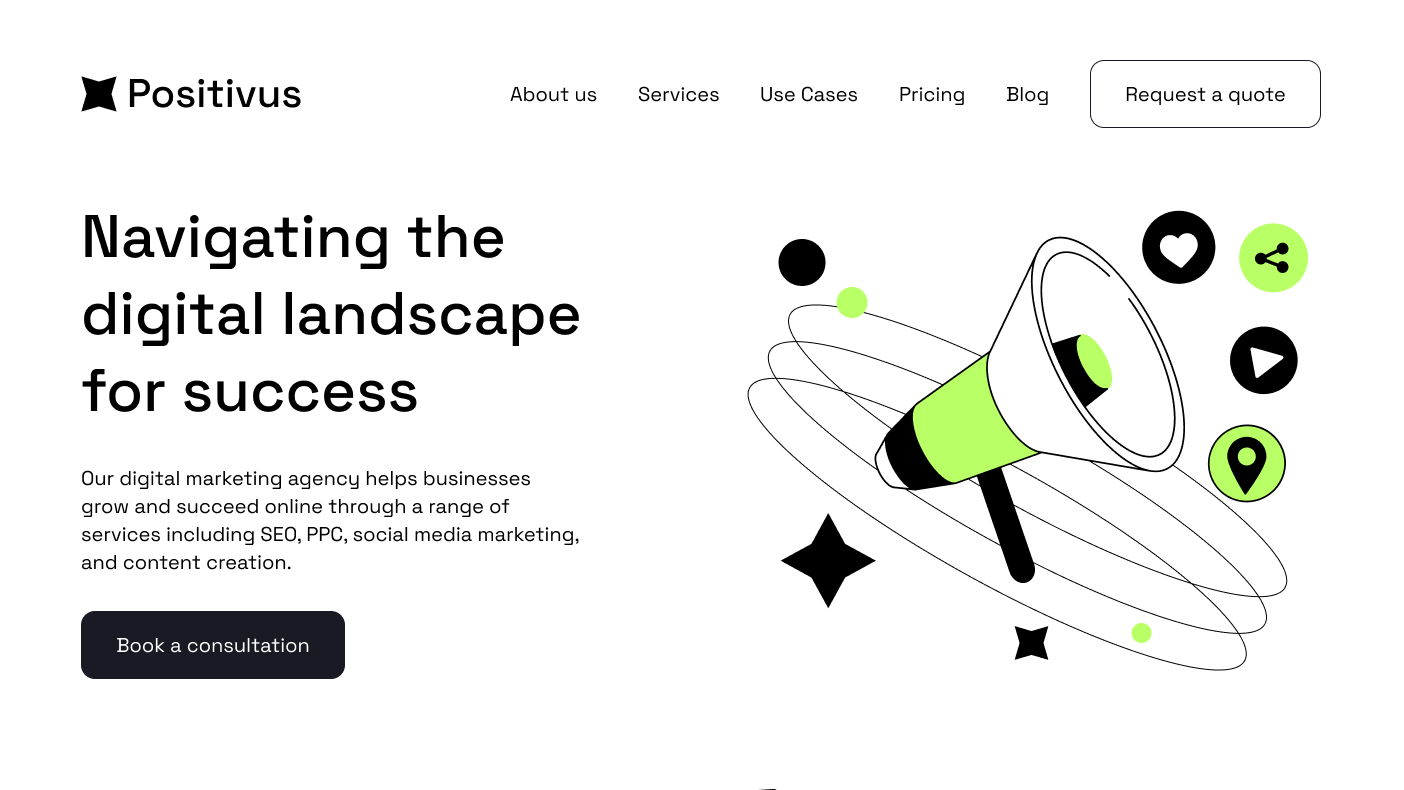 Positivus
About us
Services
Use Cases
Pricing
Blog
Request a quote
Navigating the
digital landscape
for success
Our digital marketing agency helps businesses
grow and succeed online through a range of
services including SEO, PPC, social media marketing,
and content creation.
Book a consultation